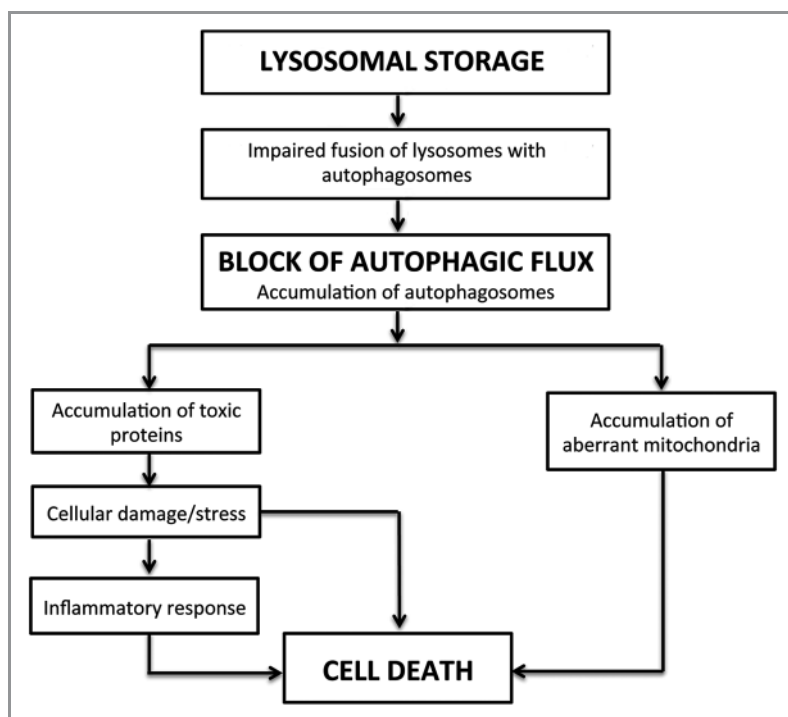 LYSOSOMAL STORAGE
Impaired fusion of lysosomes with
autophagosomes
BLOCK OF AUTOPHAGIC FLUX
Accumulation of autophagosomes
Accumulation of toxic
proteins
Accumulation of
aberrant mitochondria
Cellular damage/stress
Inflammatory response
CELL DEATH